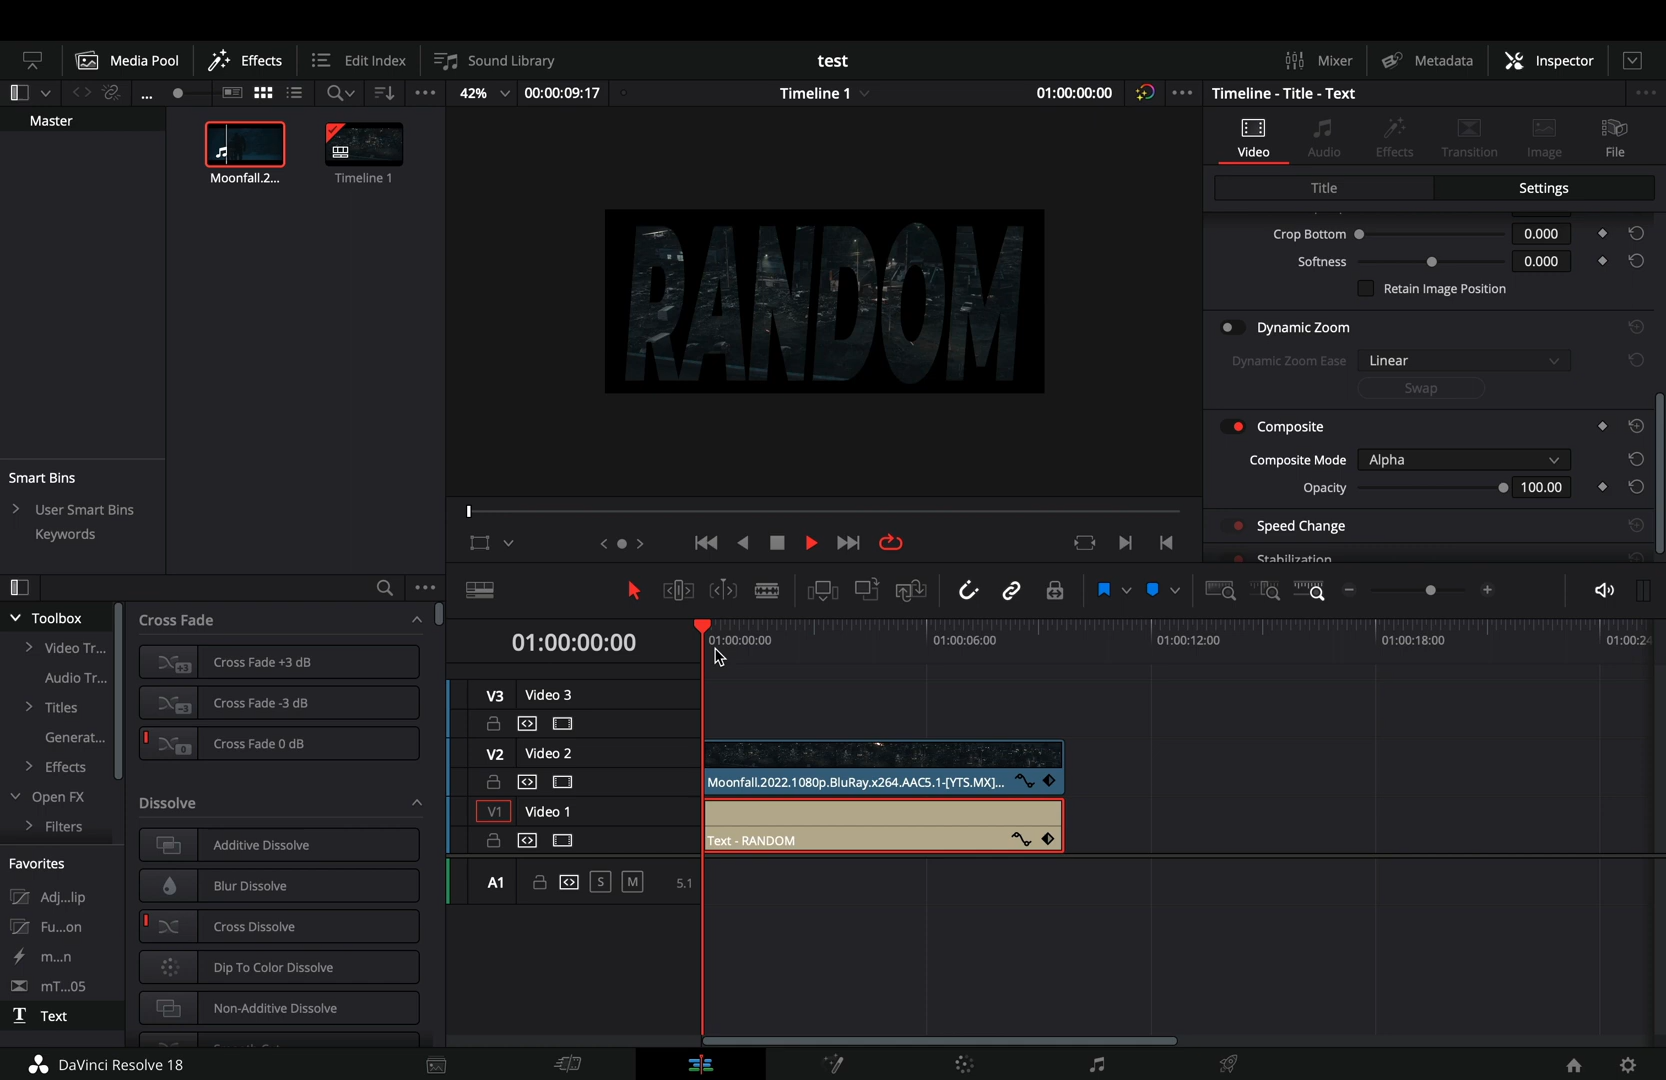 Media Pool
Effects
Edit Index
Sound Library
test
Mixer
Metadata
Inspector
...
42%
00:00:09:17
Timeline 1
01:00:00:00
Timeline - Title - Text
Master
Moonfall.2...
Timeline 1
Video
Audio
Effects
Transition
Image
File
Title
Settings
Crop Bottom
0.000
Softness
0.000
Retain Image Position
RANDOM
Dynamic Zoom
Dynamic Zoom Ease
Linear
Swap
Composite
Composite Mode
Alpha
Opacity
100.00
Speed Change
Stabilization
Smart Bins
User Smart Bins
Keywords
Toolbox
Video Tr...
Audio Tr...
Titles
Generat...
Effects
Open FX
Filters
Favorites
Adj...lip
Fu...on
m...n
mT...05
T Text
Cross Fade
+3 Cross Fade +3 dB
-3 Cross Fade -3 dB
0 Cross Fade 0 dB
Dissolve
Additive Dissolve
Blur Dissolve
Cross Dissolve
Dip To Color Dissolve
Non-Additive Dissolve
01:00:00:00
01:00:00:00
01:00:06:00
01:00:12:00
01:00:18:00
01:00:24
V3 Video 3
V2 Video 2
Moonfall.2022.1080p.BluRay.x264.AAC5.1-[YTS.MX]...
V1 Video 1
Text - RANDOM
A1
S
M
5.1
DaVinci Resolve 18